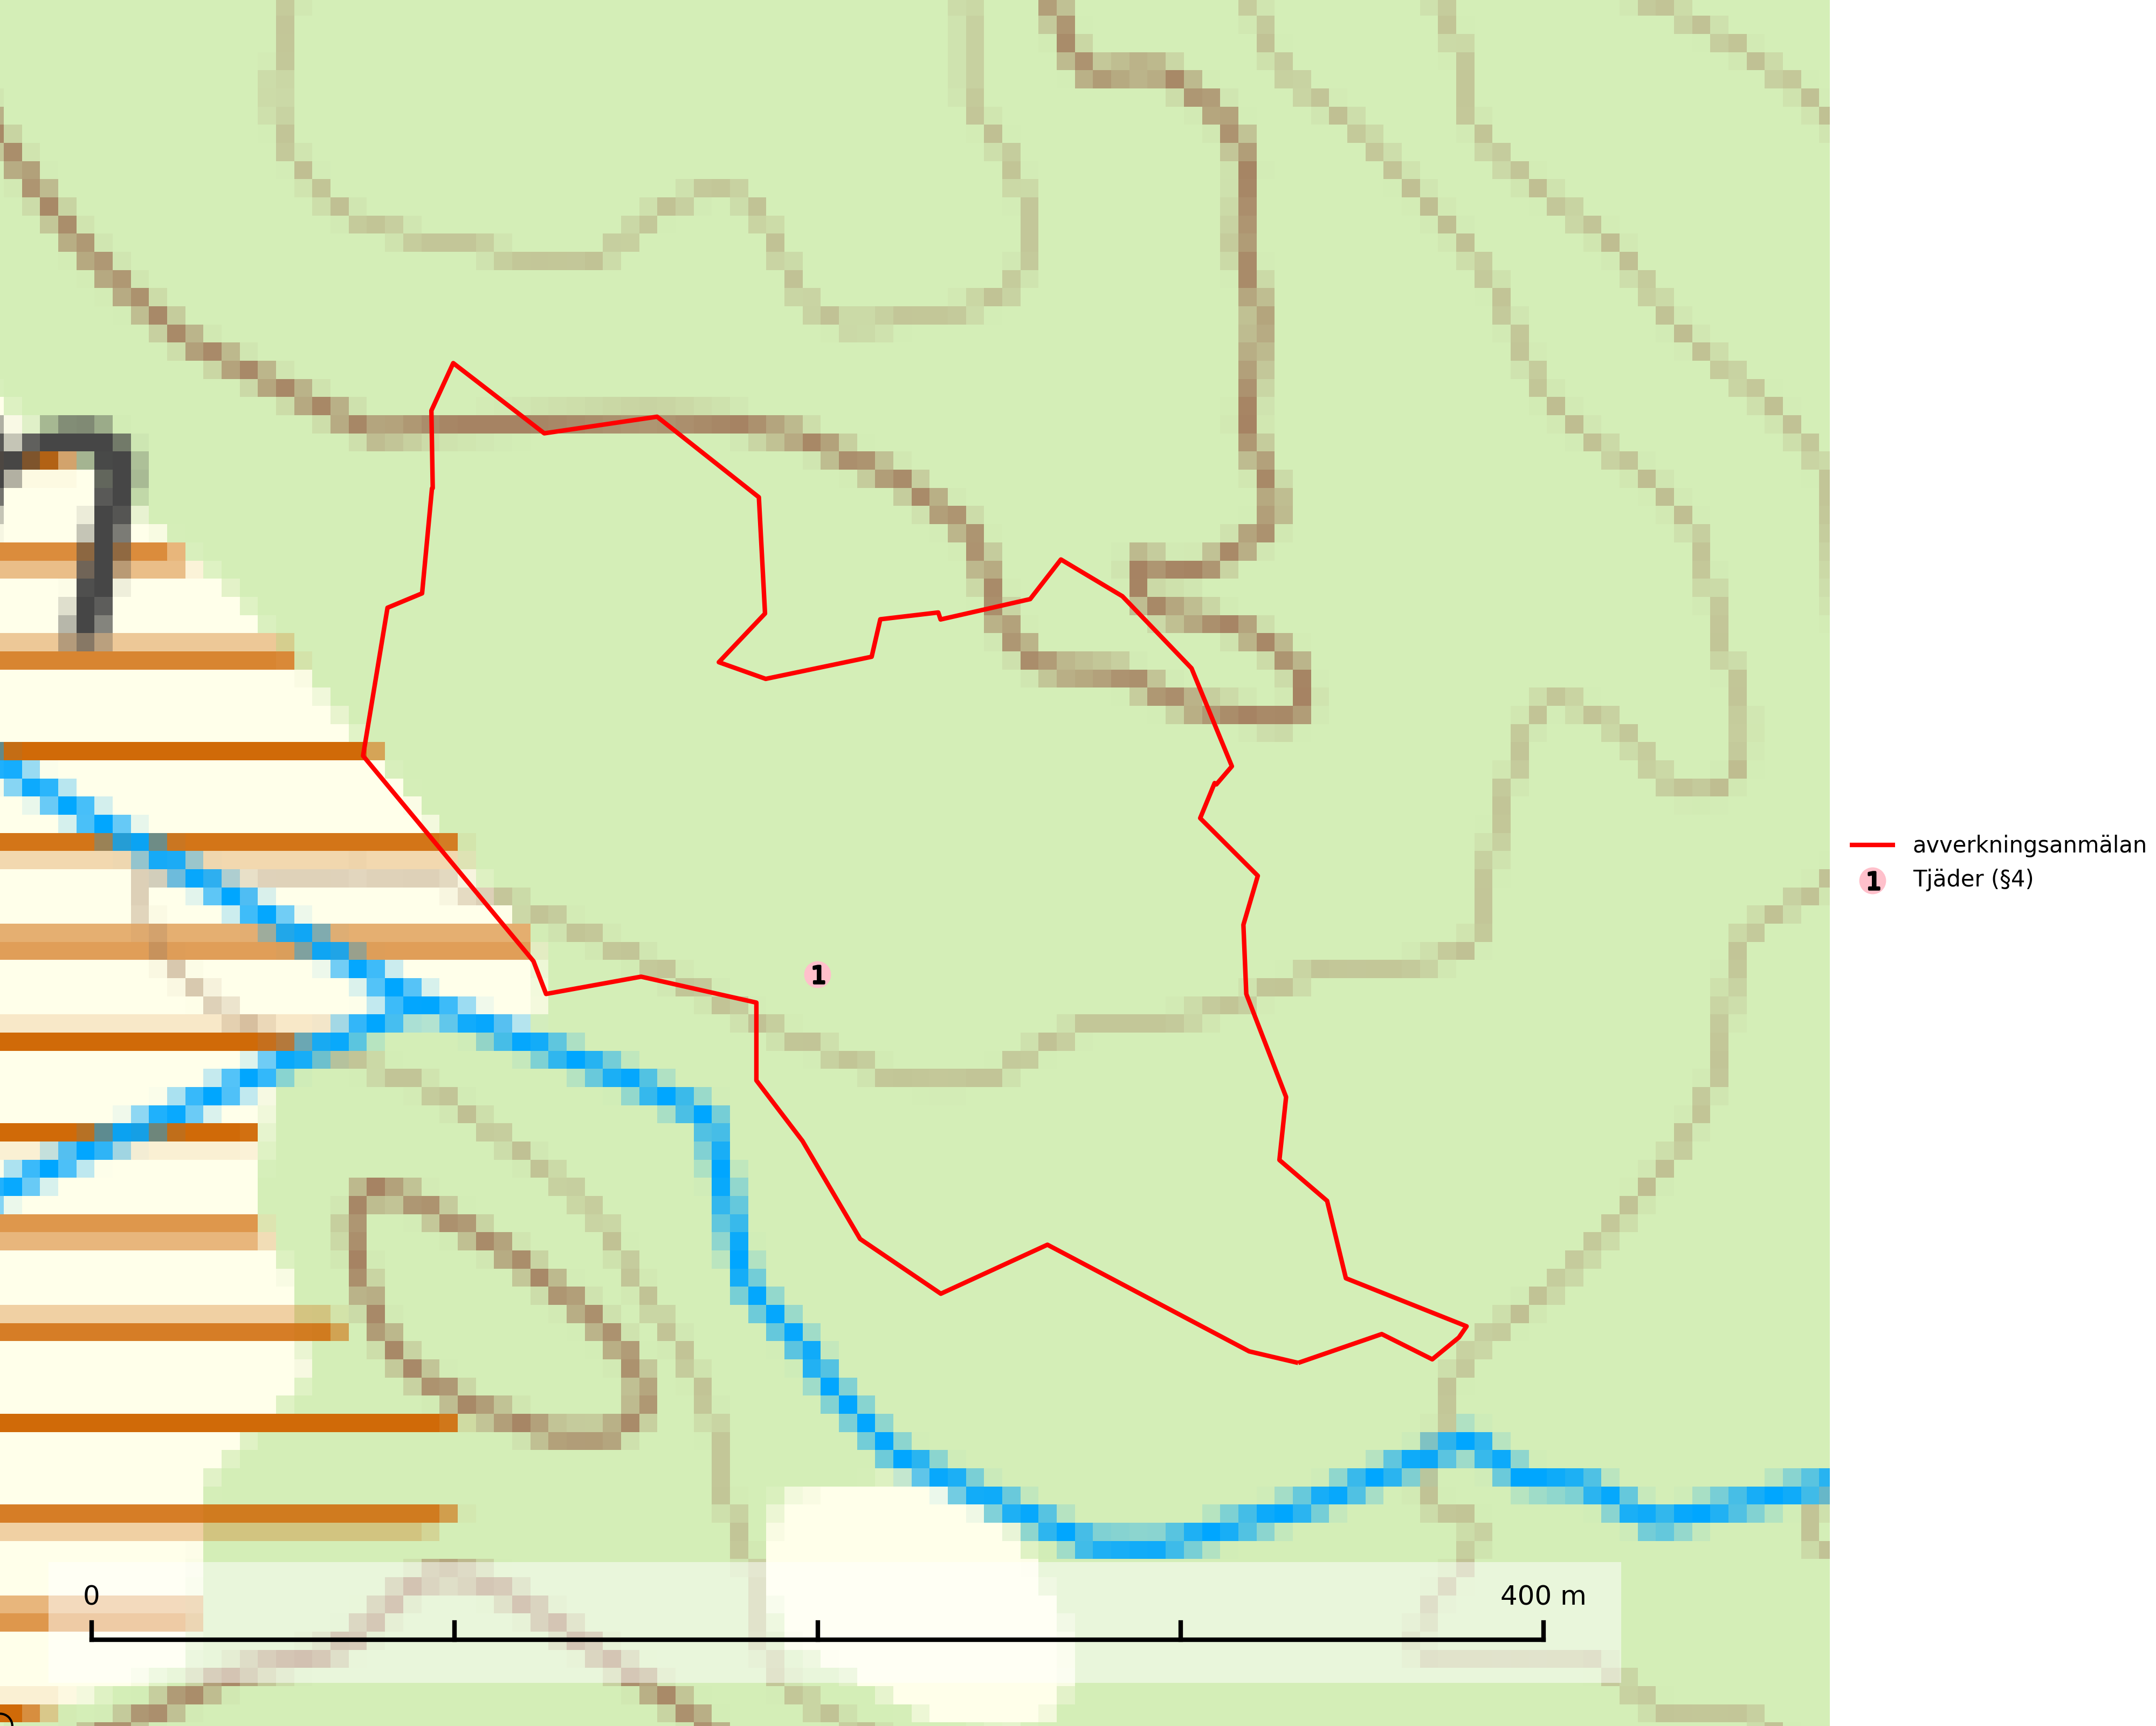 1
avverkningsanmälan
1 Tjäder (§4)
0 400 m